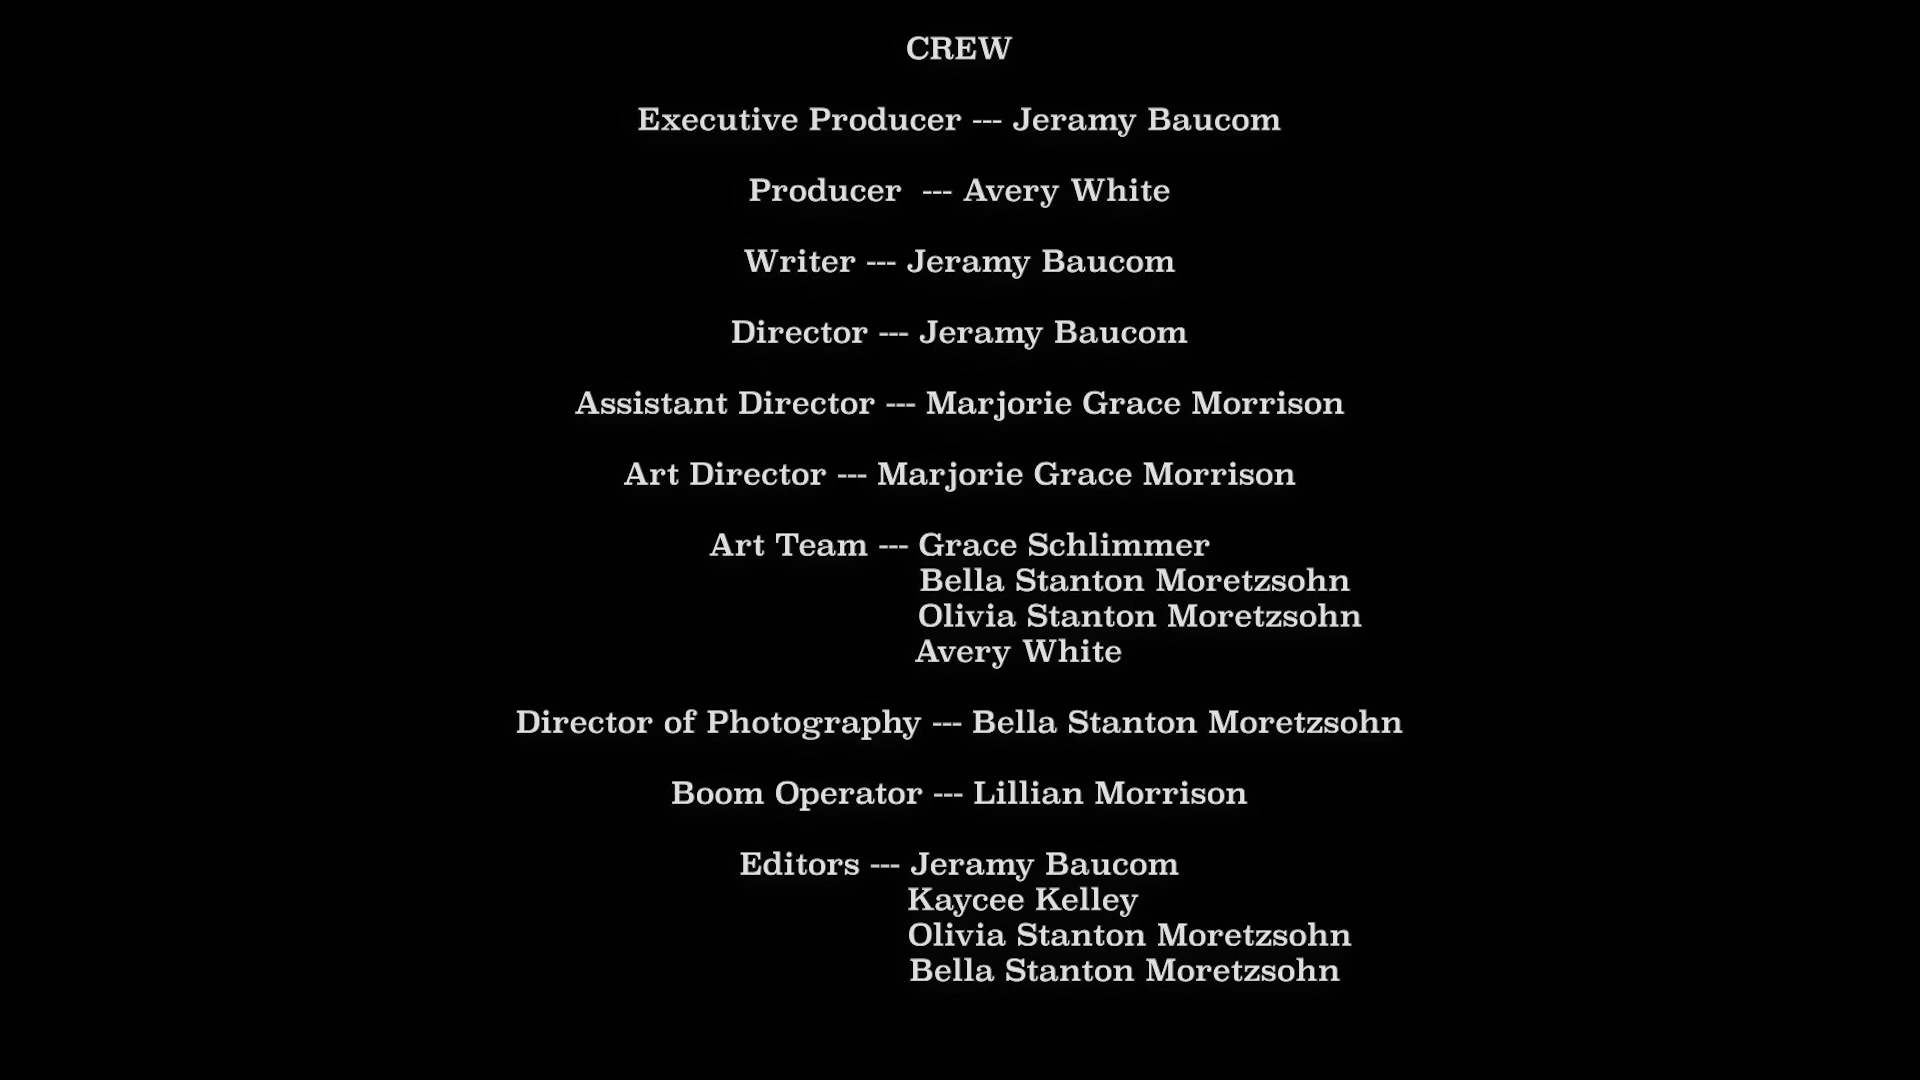 CREW
Executive Producer --- Jeramy Baucom
Producer  --- Avery White
Writer --- Jeramy Baucom
Director --- Jeramy Baucom
Assistant Director --- Marjorie Grace Morrison
Art Director --- Marjorie Grace Morrison
Art Team --- Grace Schlimmer
Bella Stanton Moretzsohn
Olivia Stanton Moretzsohn
Avery White
Director of Photography --- Bella Stanton Moretzsohn
Boom Operator --- Lillian Morrison
Editors --- Jeramy Baucom
Kaycee Kelley
Olivia Stanton Moretzsohn
Bella Stanton Moretzsohn